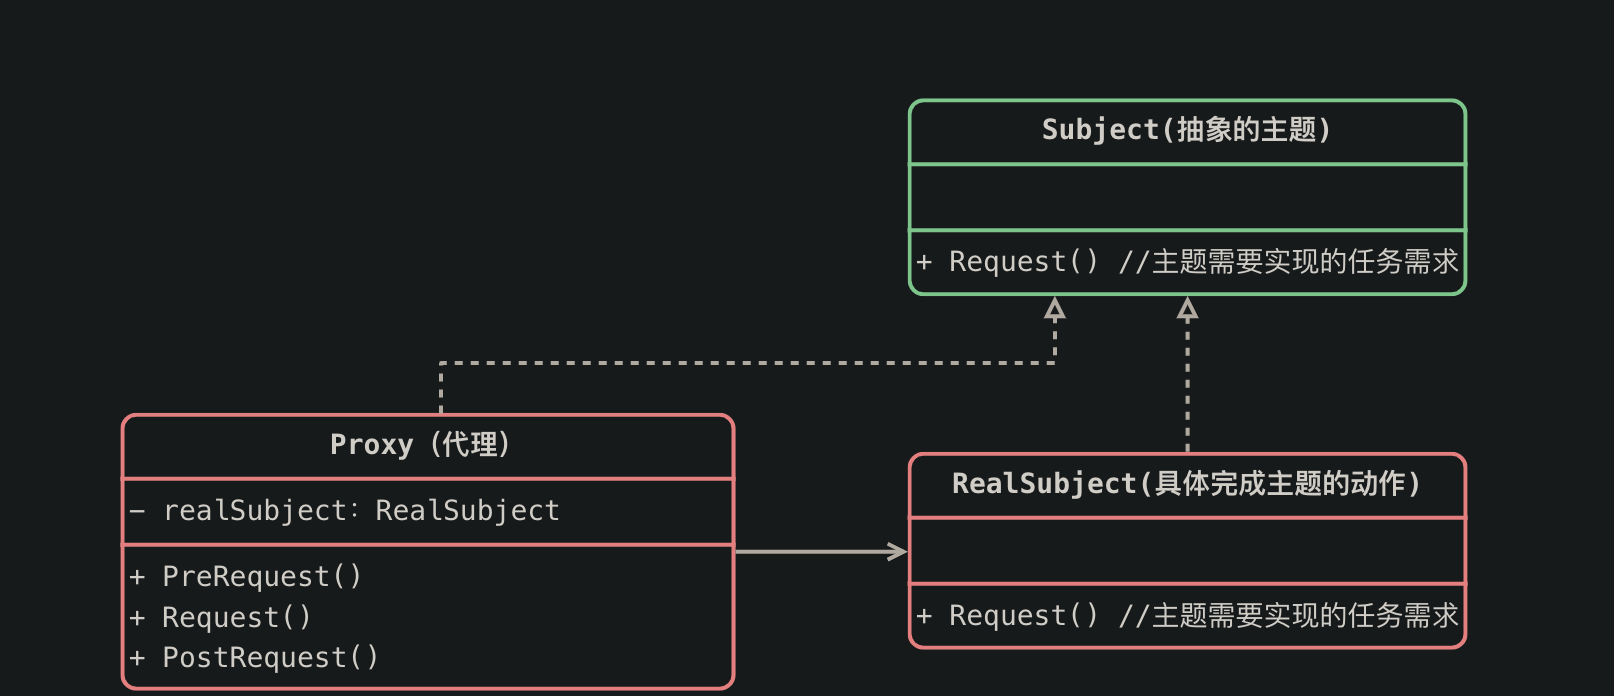 Subject(抽象的主题)
+ Request() //主题需要实现的任务需求
Proxy (代理)
− realSubject: RealSubject
+ PreRequest()
+ Request()
+ PostRequest()
RealSubject(具体完成主题的动作)
+ Request() //主题需要实现的任务需求